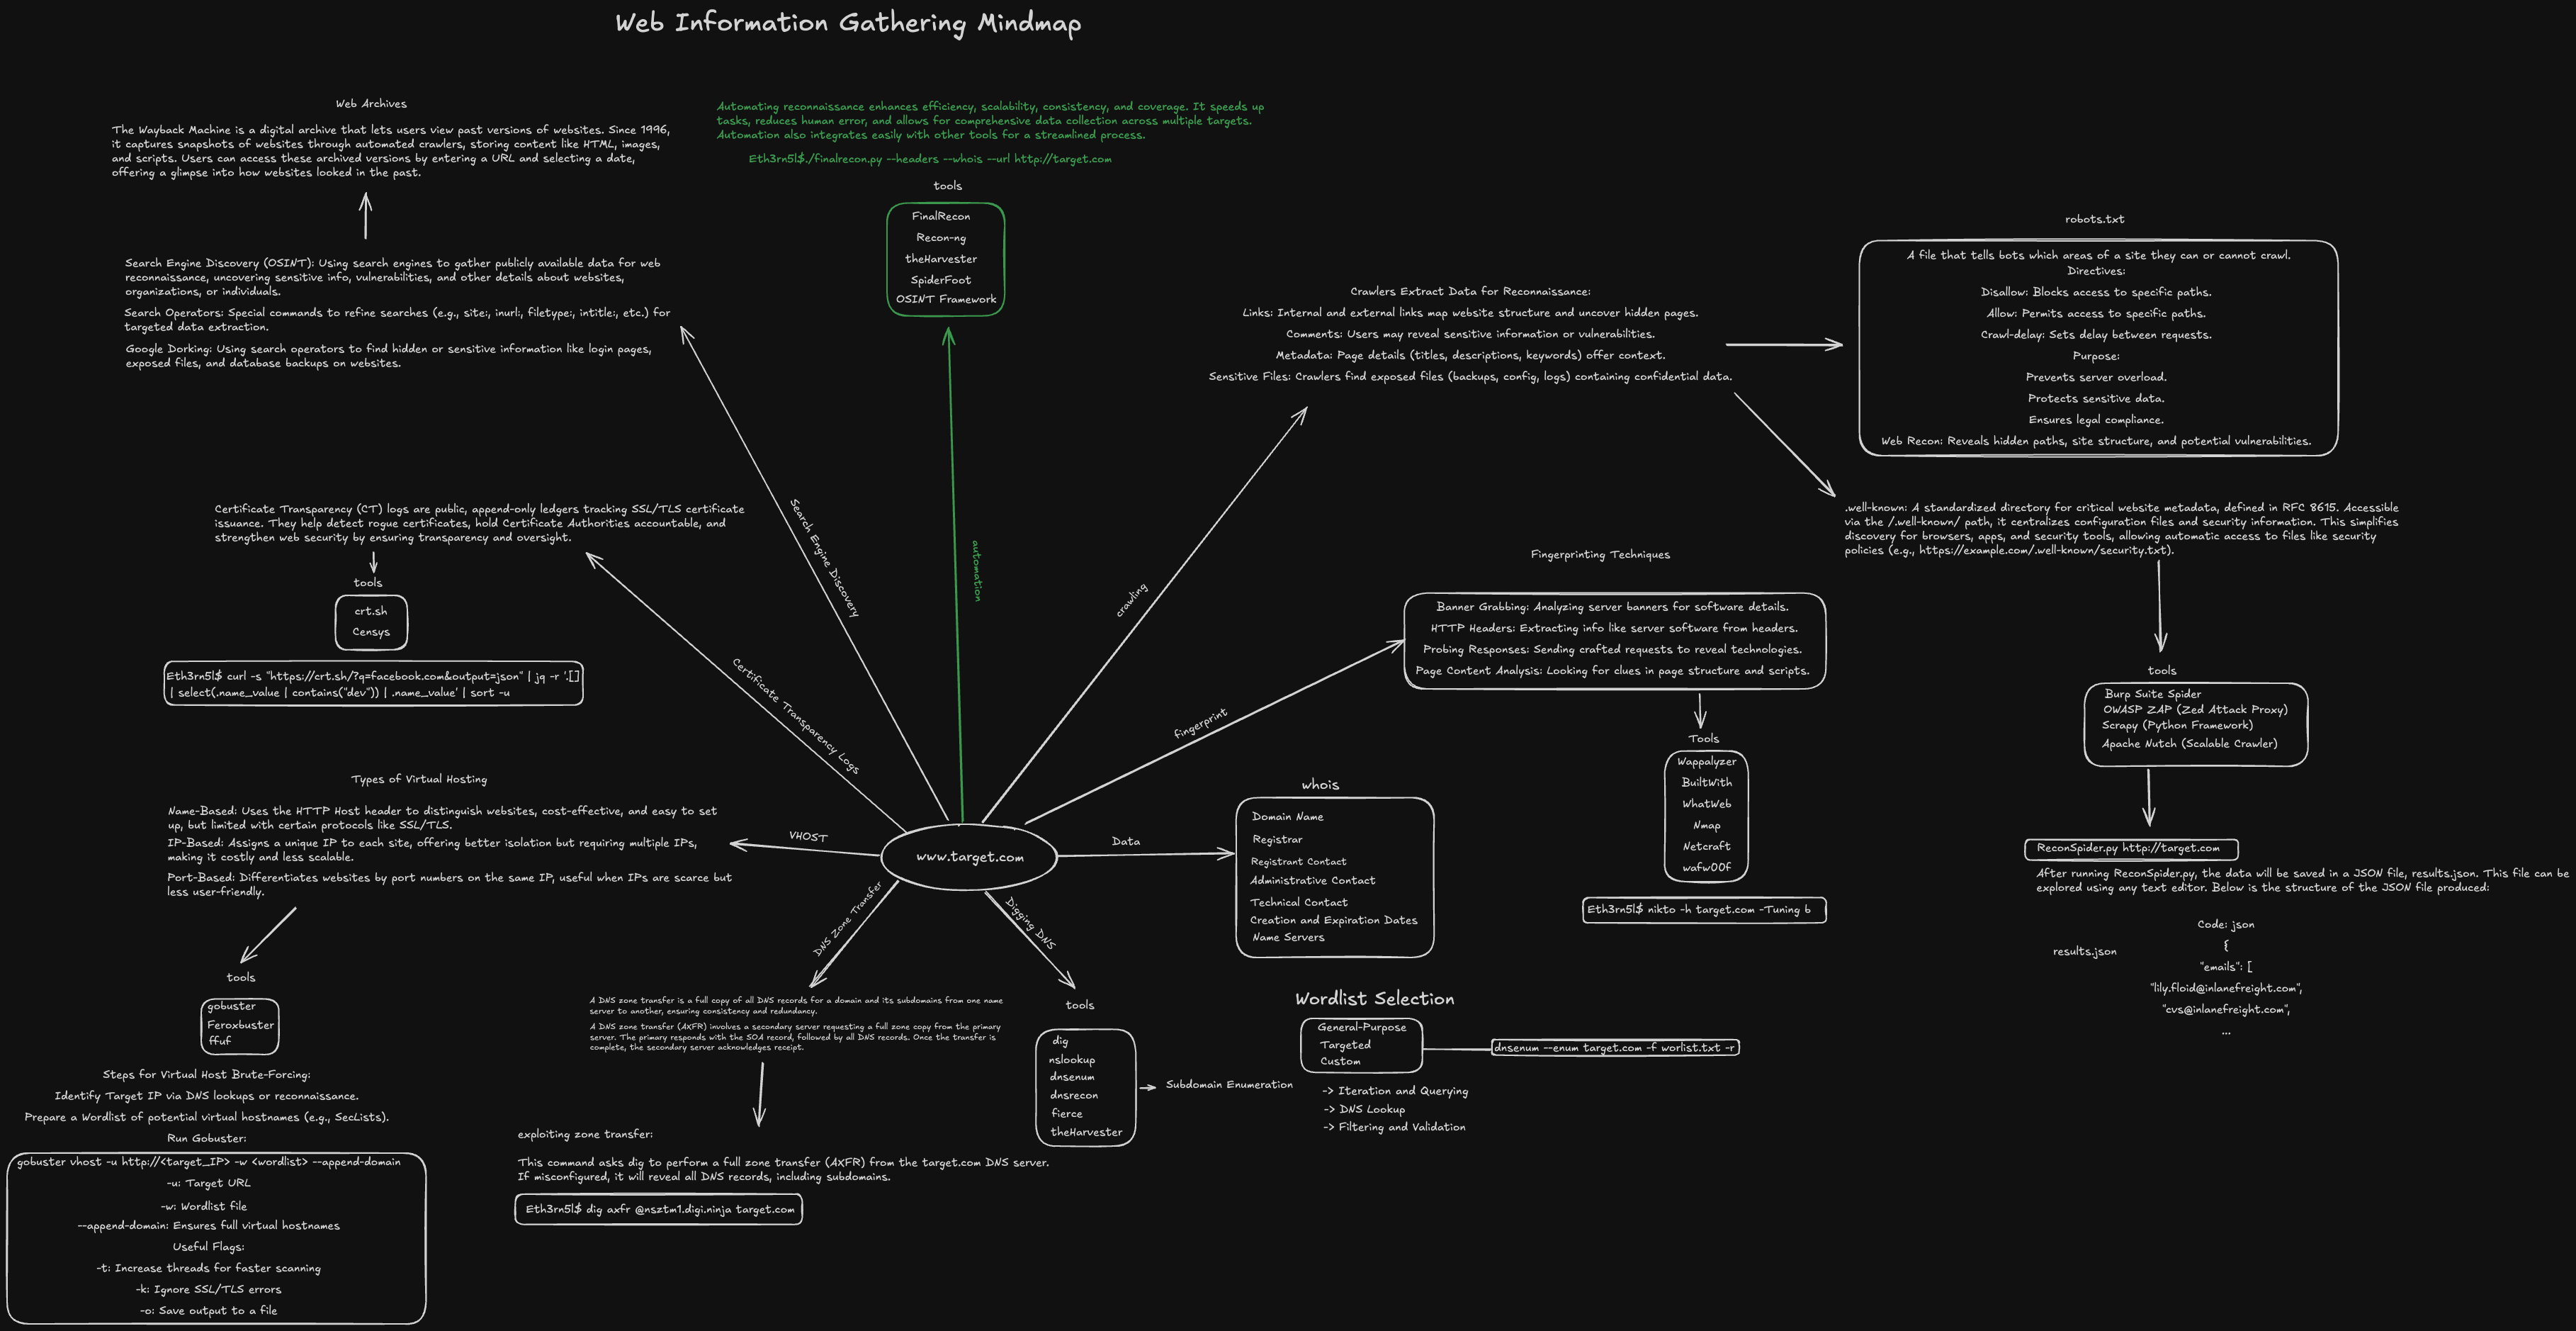 Web Information Gathering Mindmap
Web Archives
The Wayback Machine is a digital archive that lets users view past versions of websites. Since 1996,
it captures snapshots of websites through automated crawlers, storing content like HTML, images,
and scripts. Users can access these archived versions by entering a URL and selecting a date,
offering a glimpse into how websites looked in the past.
Search Engine Discovery (OSINT): Using search engines to gather publicly available data for web
reconnaissance, uncovering sensitive info, vulnerabilities, and other details about websites,
organizations, or individuals.
Search Operators: Special commands to refine searches (e.g., site:, inurl:, filetype:, intitle:, etc.) for
targeted data extraction.
Google Dorking: Using search operators to find hidden or sensitive information like login pages,
exposed files, and database backups on websites.
Search Engine Discovery
Automating reconnaissance enhances efficiency, scalability, consistency, and coverage. It speeds up
tasks, reduces human error, and allows for comprehensive data collection across multiple targets.
Automation also integrates easily with other tools for a streamlined process.
Eth3rn5l$./finalrecon.py --headers --whois --url http://target.com
tools
FinalRecon
Recon-ng
theHarvester
SpiderFoot
OSINT Framework
automation
Crawlers Extract Data for Reconnaissance:
Links: Internal and external links map website structure and uncover hidden pages.
Comments: Users may reveal sensitive information or vulnerabilities.
Metadata: Page details (titles, descriptions, keywords) offer context.
Sensitive Files: Crawlers find exposed files (backups, config, logs) containing confidential data.
crawling
robots.txt
A file that tells bots which areas of a site they can or cannot crawl.
Directives:
Disallow: Blocks access to specific paths.
Allow: Permits access to specific paths.
Crawl-delay: Sets delay between requests.
Purpose:
Prevents server overload.
Protects sensitive data.
Ensures legal compliance.
Web Recon: Reveals hidden paths, site structure, and potential vulnerabilities.
.well-known: A standardized directory for critical website metadata, defined in RFC 8615. Accessible
via the /.well-known/ path, it centralizes configuration files and security information. This simplifies
discovery for browsers, apps, and security tools, allowing automatic access to files like security
policies (e.g., https://example.com/.well-known/security.txt).
tools
Burp Suite Spider
OWASP ZAP (Zed Attack Proxy)
Scrapy (Python Framework)
Apache Nutch (Scalable Crawler)
ReconSpider.py http://target.com
After running ReconSpider.py, the data will be saved in a JSON file, results.json. This file can be
explored using any text editor. Below is the structure of the JSON file produced:
Code: json
results.json
{
"emails": [
"lily.floid@inlanefreight.com",
"cvs@inlanefreight.com",
...
Certificate Transparency (CT) logs are public, append-only ledgers tracking SSL/TLS certificate
issuance. They help detect rogue certificates, hold Certificate Authorities accountable, and
strengthen web security by ensuring transparency and oversight.
tools
crt.sh
Censys
Eth3rn5l$ curl -s "https://crt.sh/?q=facebook.com&output=json" | jq -r '.[]
| select(.name_value | contains("dev")) | .name_value' | sort -u
Certificate Transparency Logs
Fingerprinting Techniques
Banner Grabbing: Analyzing server banners for software details.
HTTP Headers: Extracting info like server software from headers.
Probing Responses: Sending crafted requests to reveal technologies.
Page Content Analysis: Looking for clues in page structure and scripts.
fingerprint
Tools
Wappalyzer
BuiltWith
WhatWeb
Nmap
Netcraft
wafw00f
Eth3rn5l$ nikto -h target.com -Tuning b
Types of Virtual Hosting
Name-Based: Uses the HTTP Host header to distinguish websites, cost-effective, and easy to set
up, but limited with certain protocols like SSL/TLS.
IP-Based: Assigns a unique IP to each site, offering better isolation but requiring multiple IPs,
making it costly and less scalable.
Port-Based: Differentiates websites by port numbers on the same IP, useful when IPs are scarce but
less user-friendly.
VHOST
www.target.com
Data
whois
Domain Name
Registrar
Registrant Contact
Administrative Contact
Technical Contact
Creation and Expiration Dates
Name Servers
tools
gobuster
Feroxbuster
ffuf
Steps for Virtual Host Brute-Forcing:
Identify Target IP via DNS lookups or reconnaissance.
Prepare a Wordlist of potential virtual hostnames (e.g., SecLists).
Run Gobuster:
gobuster vhost -u http://<target_IP> -w <wordlist> --append-domain
-u: Target URL
-w: Wordlist file
--append-domain: Ensures full virtual hostnames
Useful Flags:
-t: Increase threads for faster scanning
-k: Ignore SSL/TLS errors
-o: Save output to a file
DNS Zone Transfer
A DNS zone transfer is a full copy of all DNS records for a domain and its subdomains from one name
server to another, ensuring consistency and redundancy.
A DNS zone transfer (AXFR) involves a secondary server requesting a full zone copy from the primary
server. The primary responds with the SOA record, followed by all DNS records. Once the transfer is
complete, the secondary server acknowledges receipt.
exploiting zone transfer:
This command asks dig to perform a full zone transfer (AXFR) from the target.com DNS server.
If misconfigured, it will reveal all DNS records, including subdomains.
Eth3rn5l$ dig axfr @nsztm1.digi.ninja target.com
Digging DNS
tools
dig
nslookup
dnsenum
dnsrecon
fierce
theHarvester
Subdomain Enumeration
Wordlist Selection
General-Purpose
Targeted
Custom
dnsenum --enum target.com -f worlist.txt -r
-> Iteration and Querying
-> DNS Lookup
-> Filtering and Validation